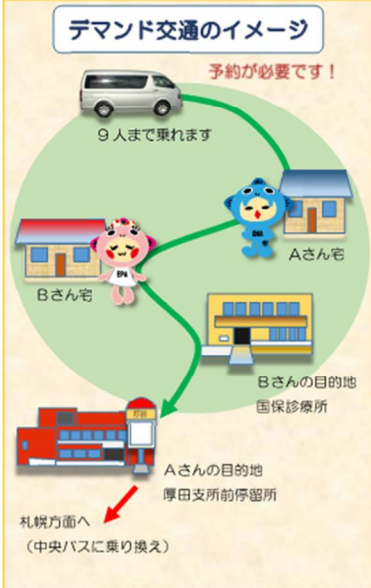 デマンド交通のイメージ
予約が必要です！
9人まで乗れます
Aさん宅
Bさん宅
Bさんの目的地
国保診療所
Aさんの目的地
厚田支所前停留所
札幌方面へ
（中央バスに乗り換え）